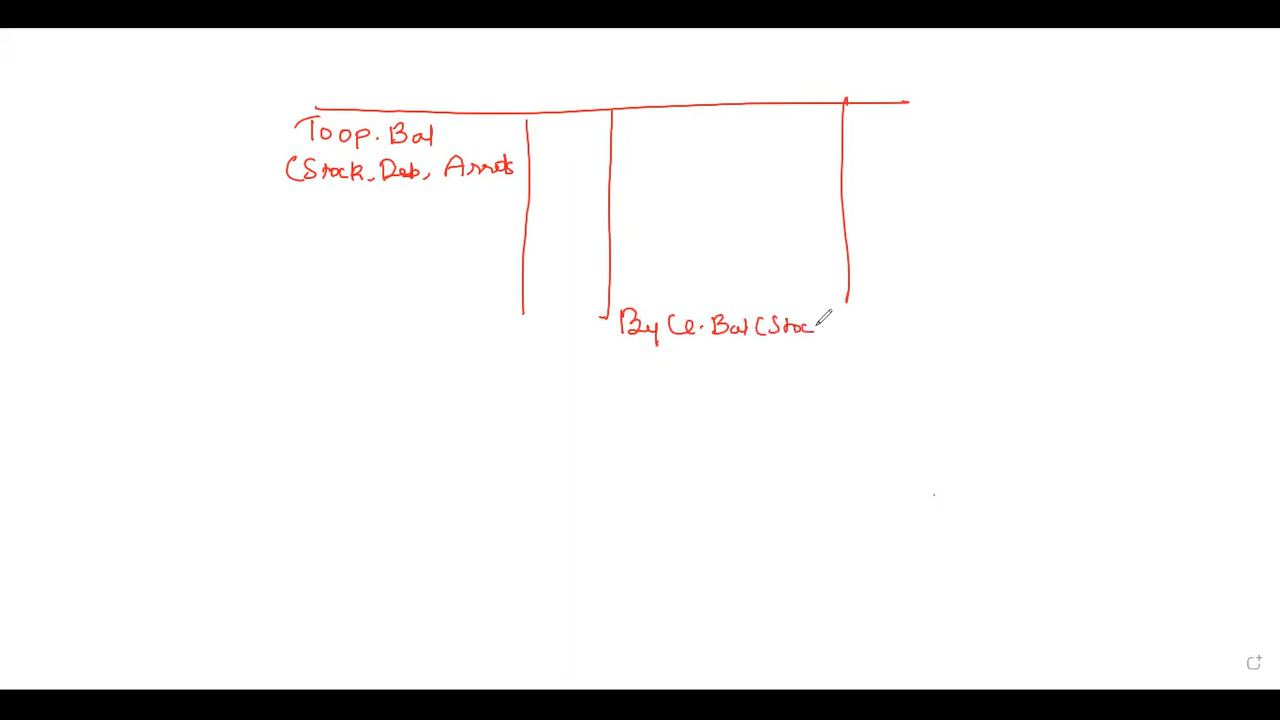 To op. Bal
(Stock, Deb, Assets
By Cl. Bal (Stoc